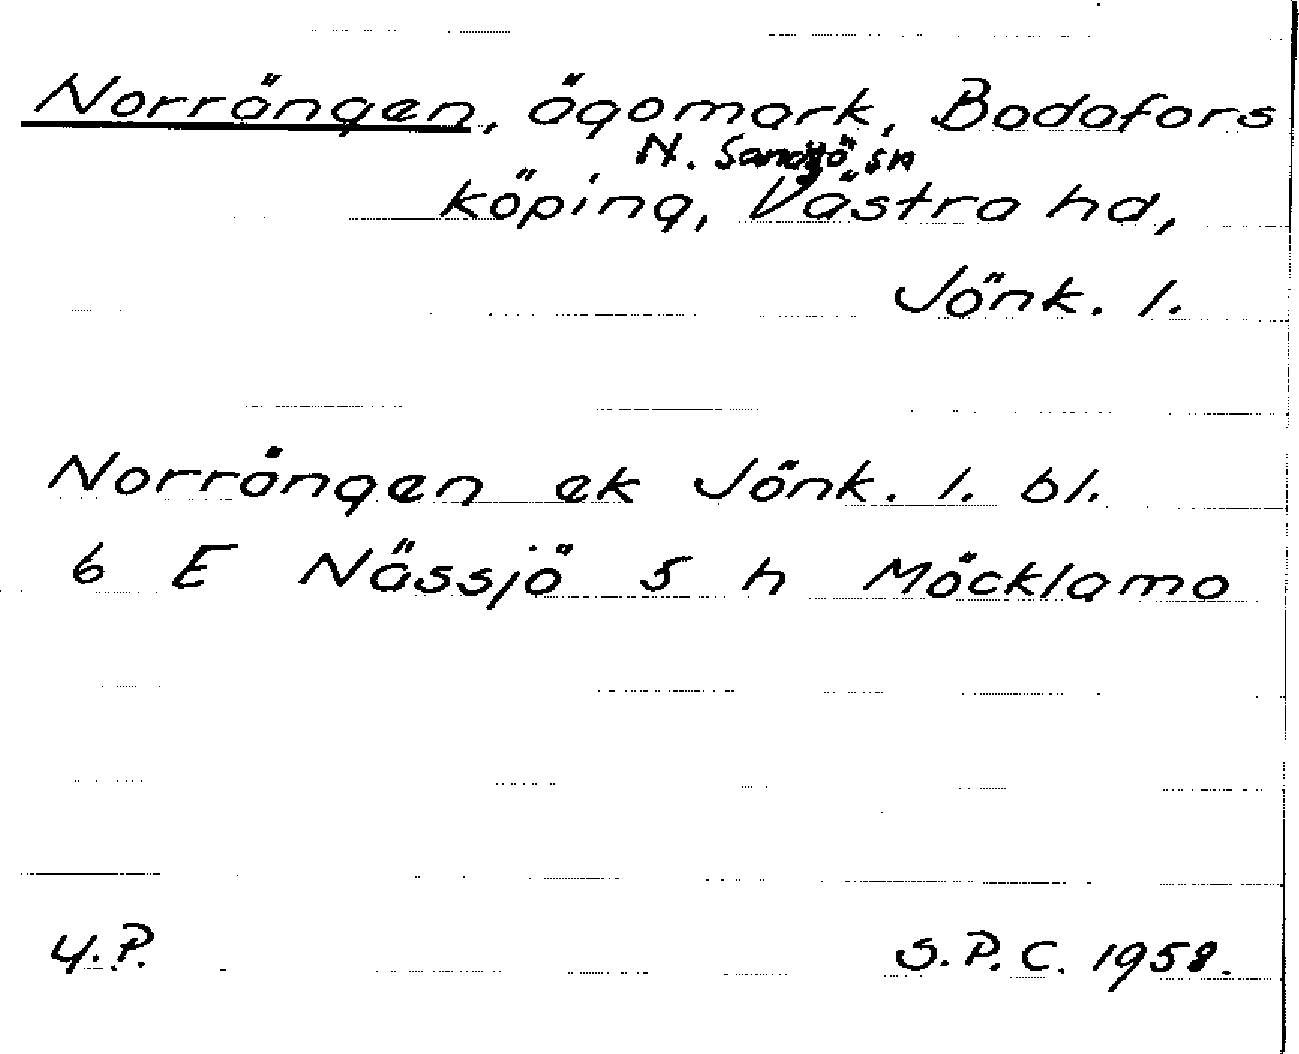 Norrängen, ägomark, Bodafors
N. Sandsjö sn
köping, Västra hd,
Jönk. l.
Norrängen ek Jönk. l. bl.
6 E Nässjö 5 h Möcklamo
4.P. S.P.C. 1958.